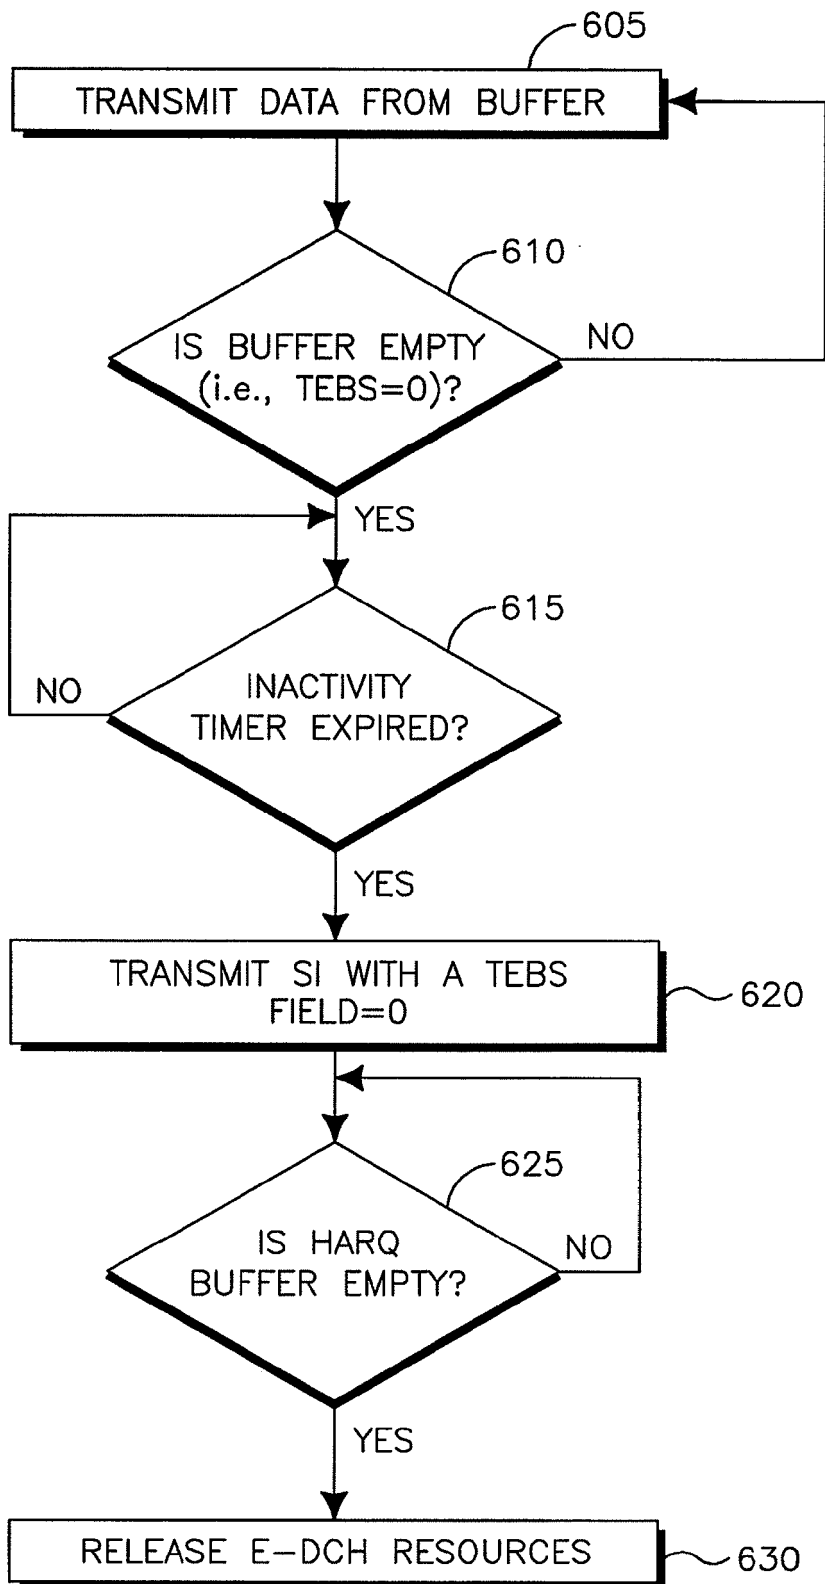 605
TRANSMIT DATA FROM BUFFER
610
IS BUFFER EMPTY
(i.e., TEBS=0)?
NO
YES
615
INACTIVITY
TIMER EXPIRED?
NO
YES
TRANSMIT SI WITH A TEBS
FIELD=0
620
625
IS HARQ
BUFFER EMPTY?
NO
YES
RELEASE E-DCH RESOURCES
630